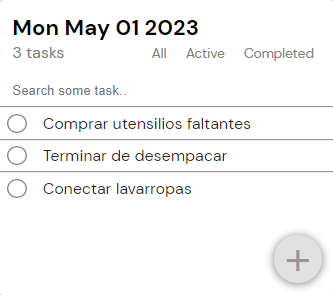 Mon May 01 2023
3 tasks All Active Completed
Search some task..
Comprar utensilios faltantes
Terminar de desempacar
Conectar lavarropas
+